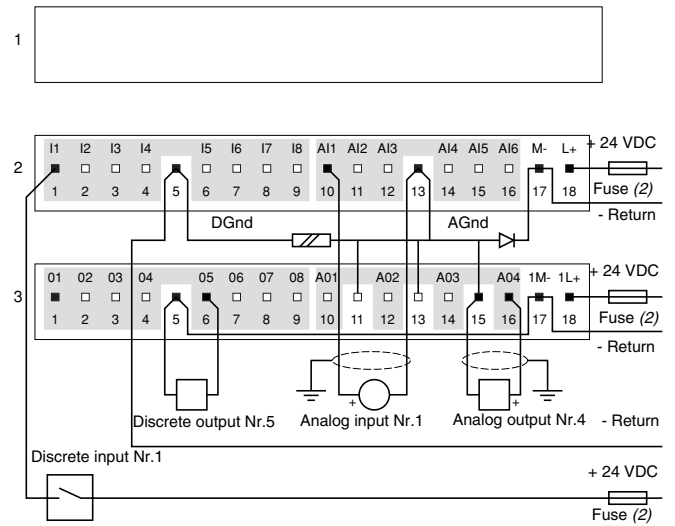 1
I1 I2 I3 I4 I5 I6 I7 I8 AI1 AI2 AI3 AI4 AI5 AI6 M- L+ + 24 VDC
2
1 2 3 4 5 6 7 8 9 10 11 12 13 14 15 16 17 18 Fuse (2)
DGnd AGnd - Return
01 02 03 04 05 06 07 08 A01 A02 A03 A04 1M- 1L+ + 24 VDC
3
1 2 3 4 5 6 7 8 9 10 11 12 13 14 15 16 17 18 Fuse (2)
- Return
+ +
Discrete output Nr.5 Analog input Nr.1 Analog output Nr.4 - Return
Discrete input Nr.1
+ 24 VDC
Fuse (2)